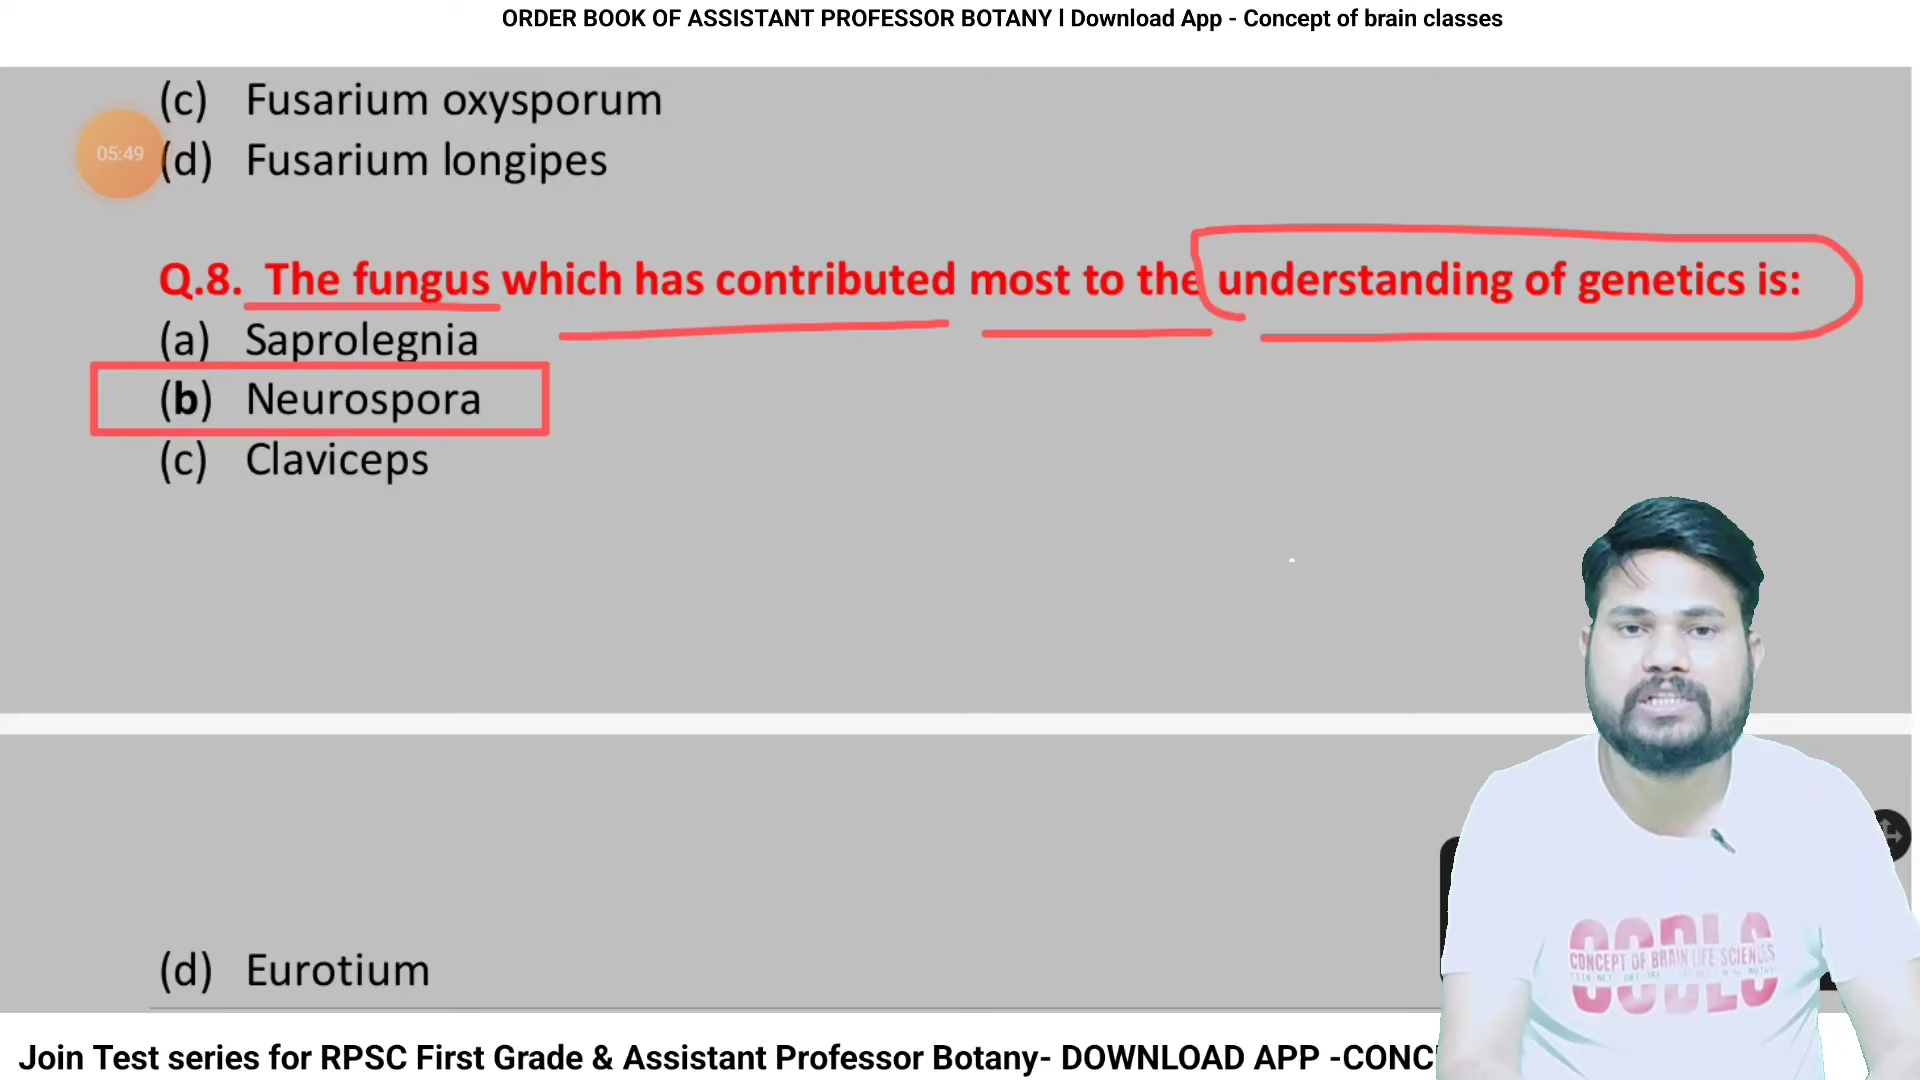 ORDER BOOK OF ASSISTANT PROFESSOR BOTANY l Download App - Concept of brain classes
(c) Fusarium oxysporum
05:49
(d) Fusarium longipes
Q.8. The fungus which has contributed most to the understanding of genetics is:
(a) Saprolegnia
(b) Neurospora
(c) Claviceps
(d) Eurotium
CONCEPT OF BRAIN LIFE SCIENCES
Join Test series for RPSC First Grade & Assistant Professor Botany- DOWNLOAD APP -CONC